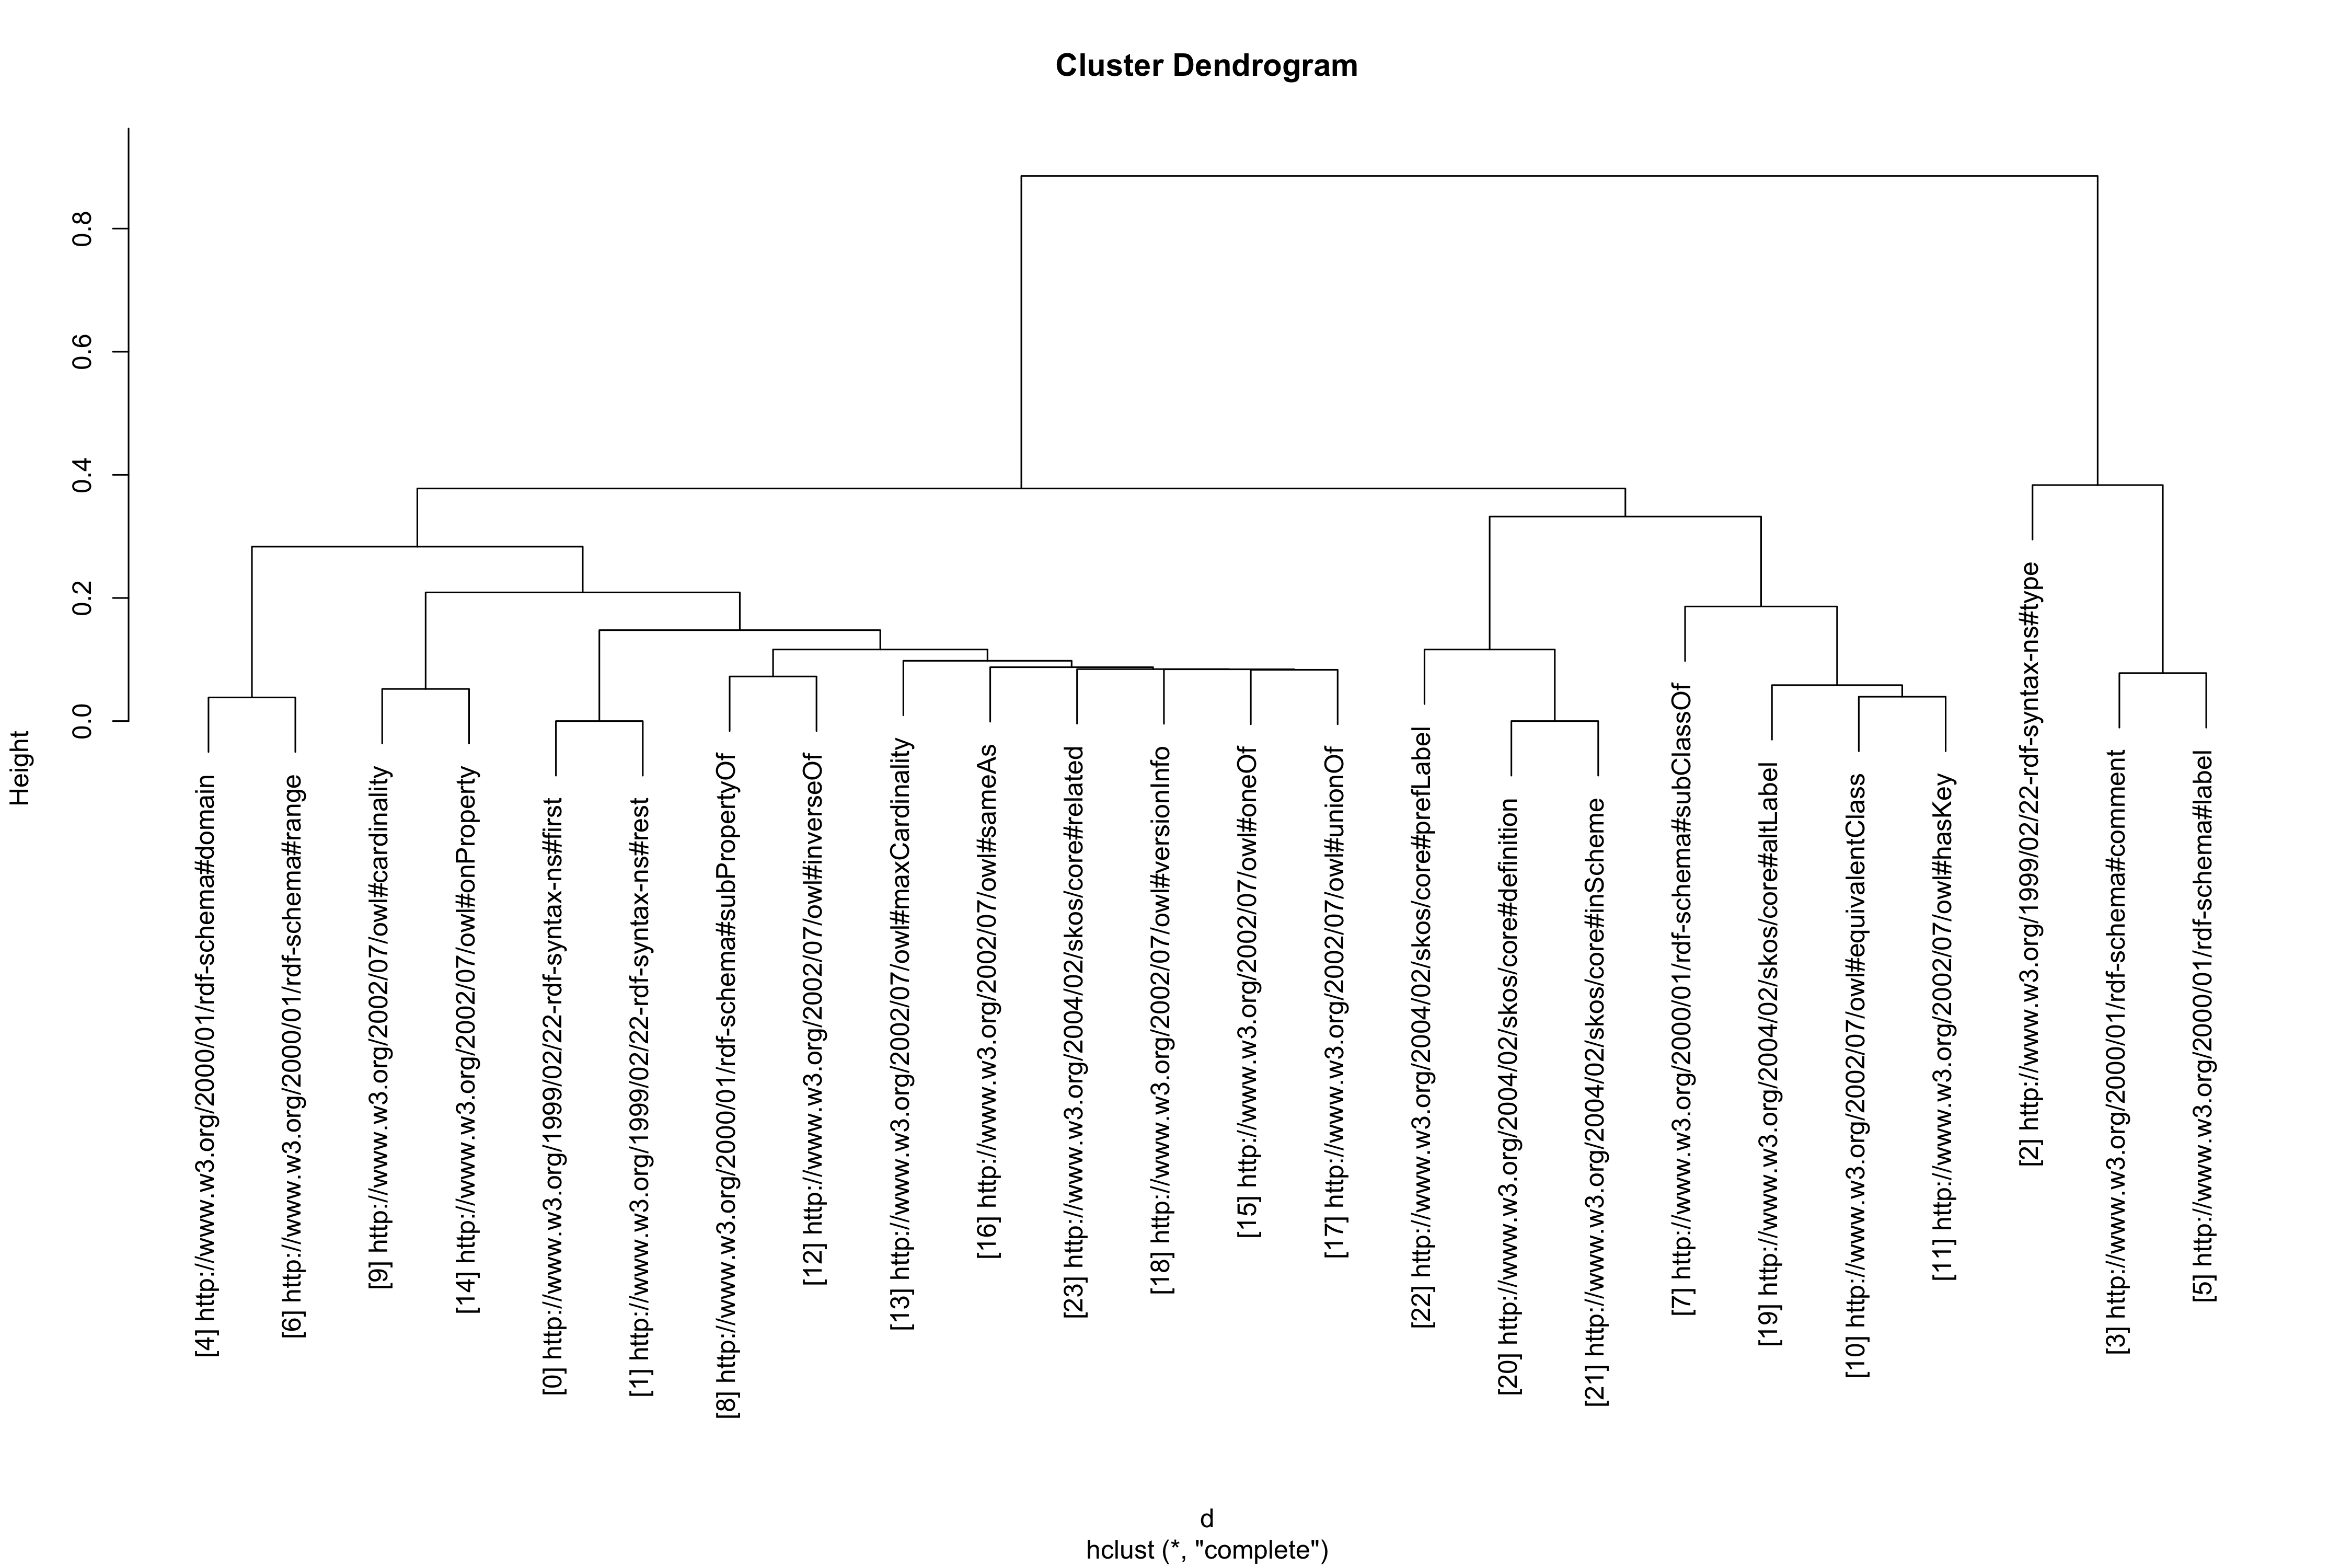 Cluster Dendrogram
Height
0.0
0.2
0.4
0.6
0.8
[4] http://www.w3.org/2000/01/rdf-schema#domain
[6] http://www.w3.org/2000/01/rdf-schema#range
[9] http://www.w3.org/2002/07/owl#cardinality
[14] http://www.w3.org/2002/07/owl#onProperty
[0] http://www.w3.org/1999/02/22-rdf-syntax-ns#first
[1] http://www.w3.org/1999/02/22-rdf-syntax-ns#rest
[8] http://www.w3.org/2000/01/rdf-schema#subPropertyOf
[12] http://www.w3.org/2002/07/owl#inverseOf
[13] http://www.w3.org/2002/07/owl#maxCardinality
[16] http://www.w3.org/2002/07/owl#sameAs
[23] http://www.w3.org/2004/02/skos/core#related
[18] http://www.w3.org/2002/07/owl#versionInfo
[15] http://www.w3.org/2002/07/owl#oneOf
[17] http://www.w3.org/2002/07/owl#unionOf
[22] http://www.w3.org/2004/02/skos/core#prefLabel
[20] http://www.w3.org/2004/02/skos/core#definition
[21] http://www.w3.org/2004/02/skos/core#inScheme
[7] http://www.w3.org/2000/01/rdf-schema#subClassOf
[19] http://www.w3.org/2004/02/skos/core#altLabel
[10] http://www.w3.org/2002/07/owl#equivalentClass
[11] http://www.w3.org/2002/07/owl#hasKey
[2] http://www.w3.org/1999/02/22-rdf-syntax-ns#type
[3] http://www.w3.org/2000/01/rdf-schema#comment
[5] http://www.w3.org/2000/01/rdf-schema#label
d
hclust (*, "complete")